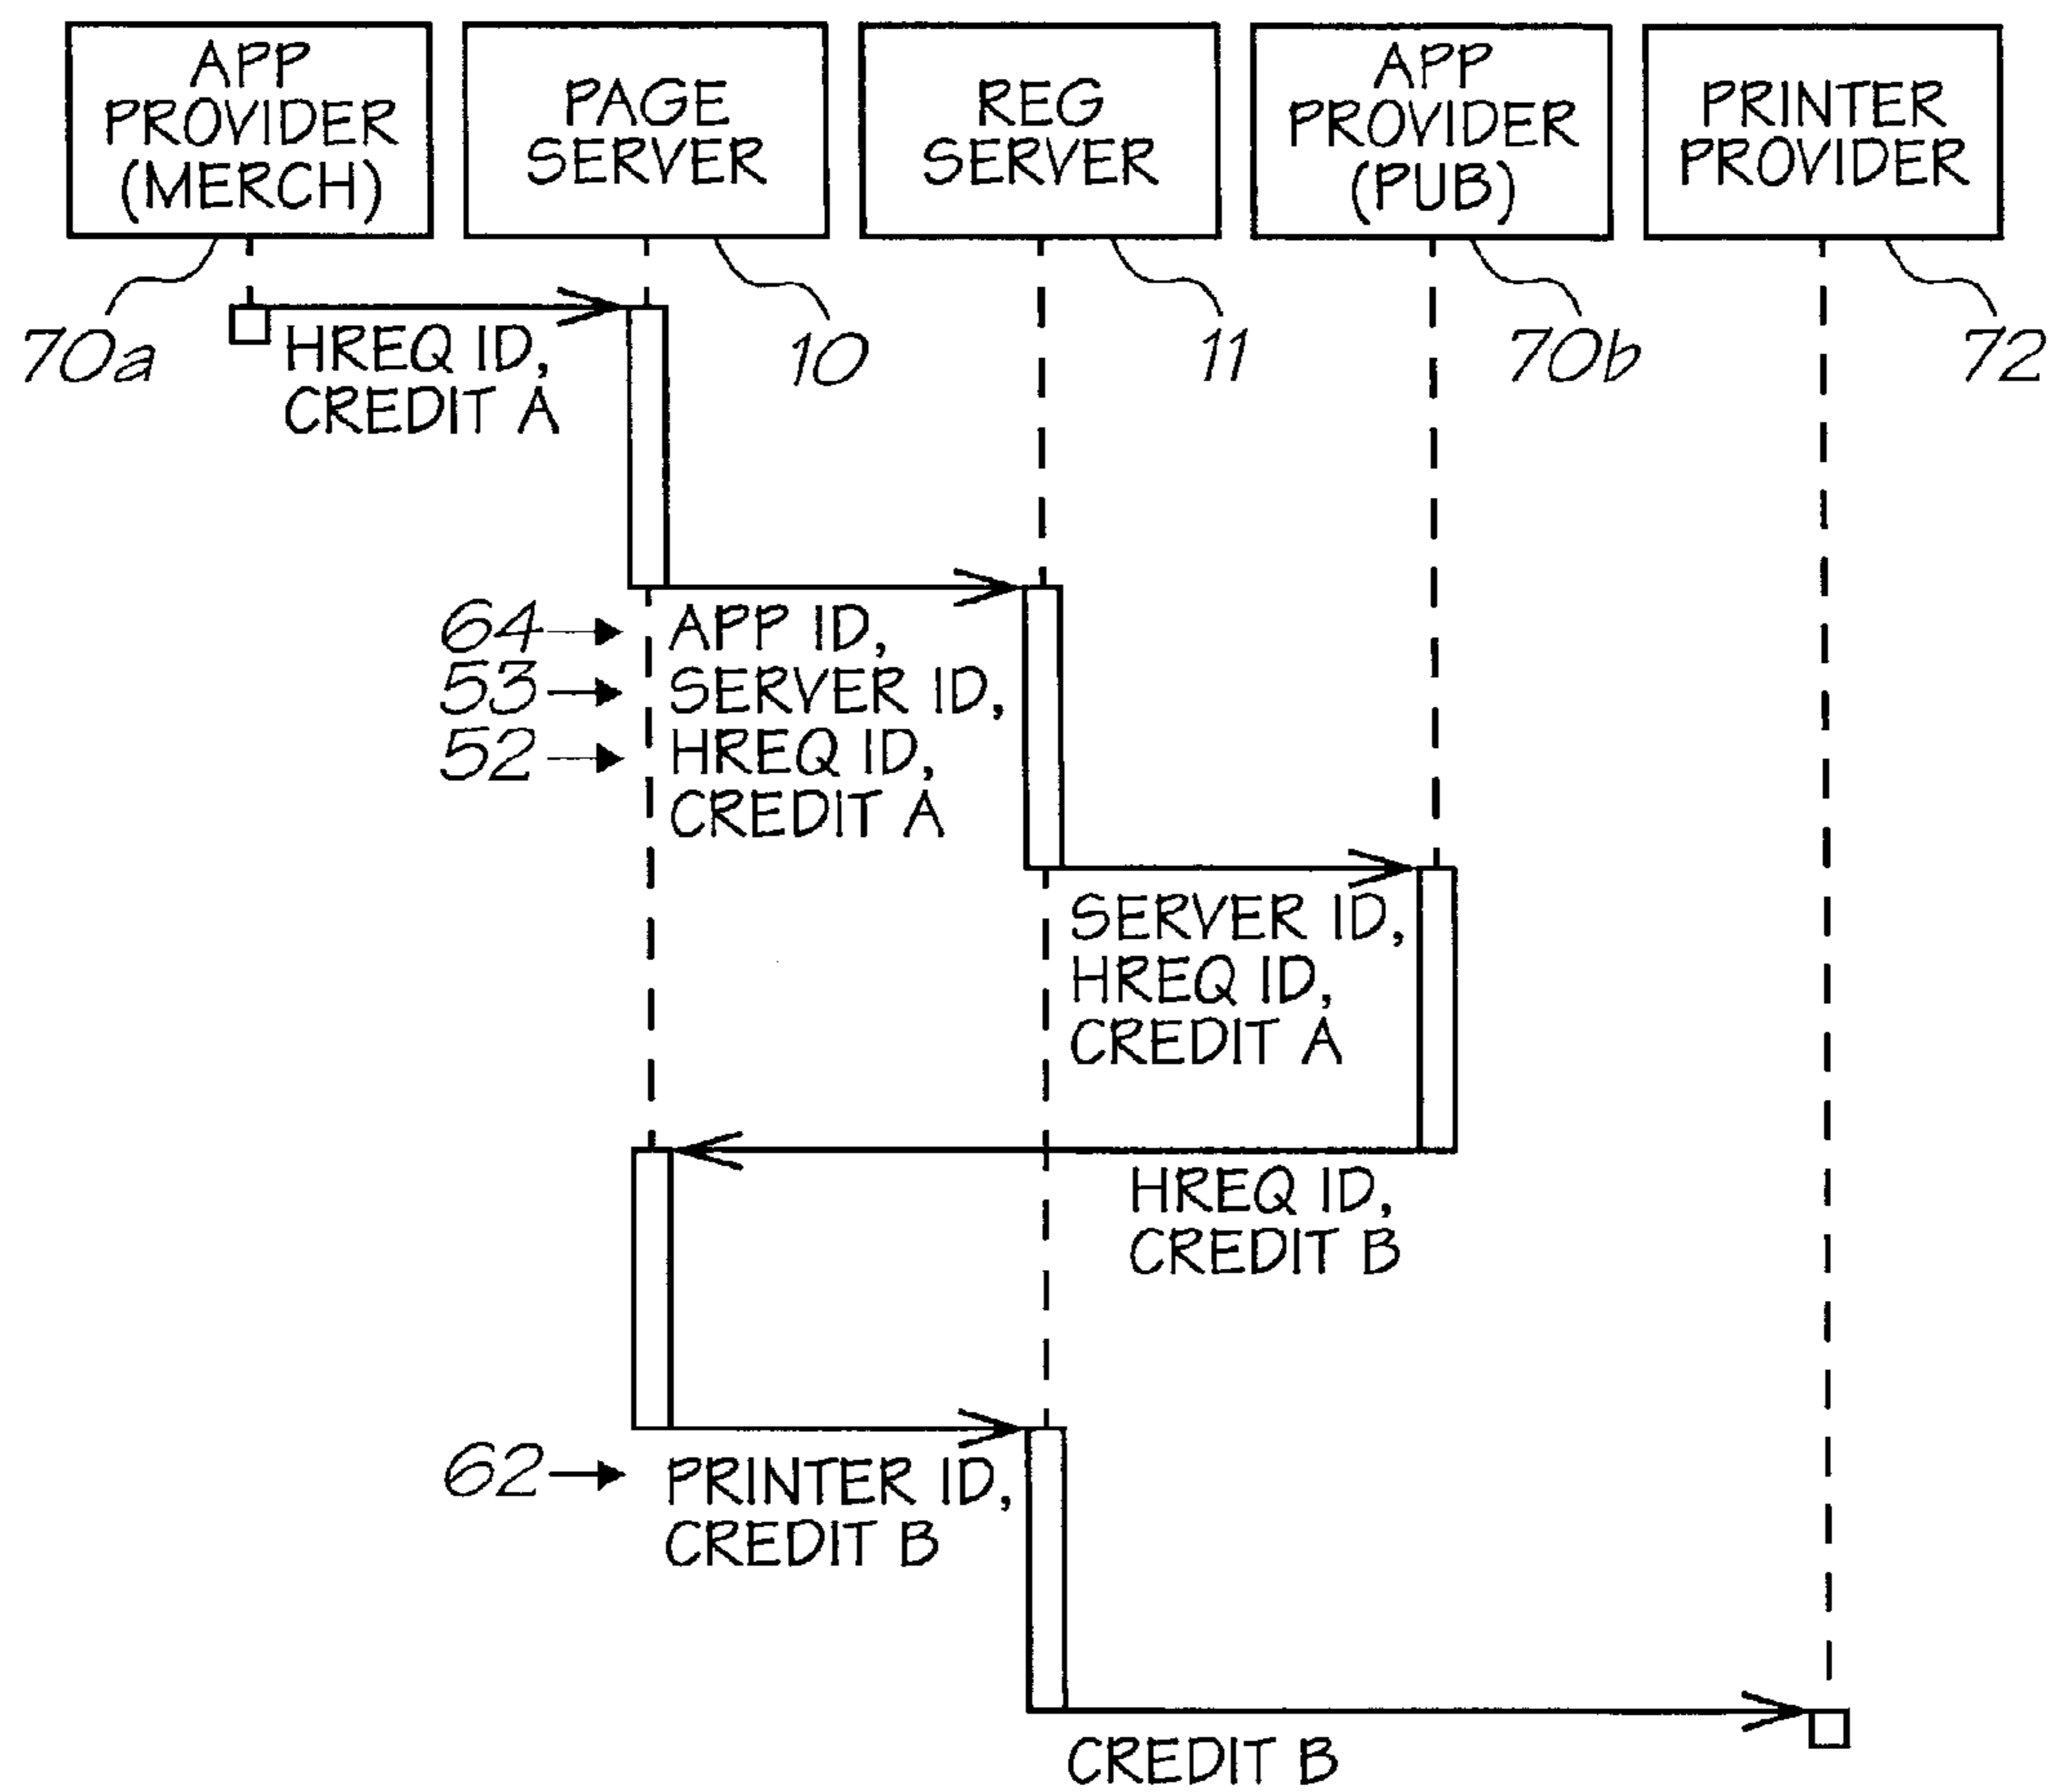 APP
PROVIDER
(MERCH)
PAGE
SERVER
REG
SERVER
APP
PROVIDER
(PUB)
PRINTER
PROVIDER
70a
10
11
70b
72
HREQ ID,
CREDIT A
64
APP ID,
53
SERVER ID,
52
HREQ ID,
CREDIT A
SERVER ID,
HREQ ID,
CREDIT A
HREQ ID,
CREDIT B
62
PRINTER ID,
CREDIT B
CREDIT B